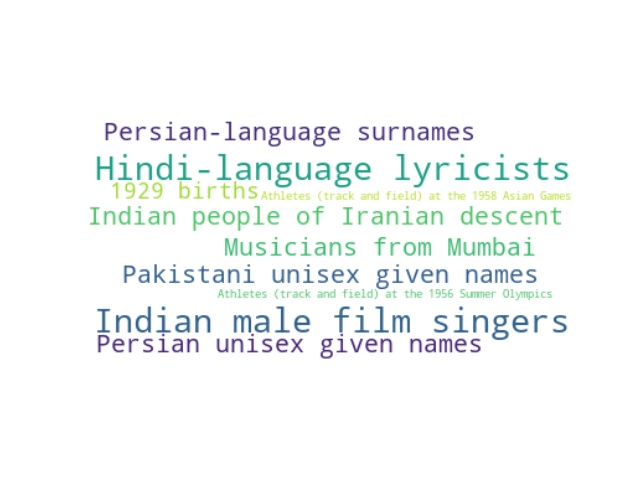 Persian-language surnames
Hindi-language lyricists
1929 births
Athletes (track and field) at the 1958 Asian Games
Indian people of Iranian descent
Musicians from Mumbai
Pakistani unisex given names
Athletes (track and field) at the 1956 Summer Olympics
Indian male film singers
Persian unisex given names